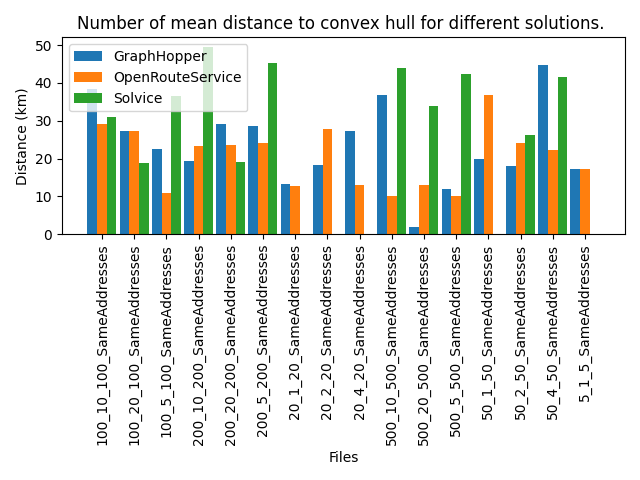 Number of mean distance to convex hull for different solutions.
50
40
30
20
10
0
Distance (km)
GraphHopper
OpenRouteService
Solvice
100_10_100_SameAddresses
100_20_100_SameAddresses
100_5_100_SameAddresses
200_10_200_SameAddresses
200_20_200_SameAddresses
200_5_200_SameAddresses
20_1_20_SameAddresses
20_2_20_SameAddresses
20_4_20_SameAddresses
500_10_500_SameAddresses
500_20_500_SameAddresses
500_5_500_SameAddresses
50_1_50_SameAddresses
50_2_50_SameAddresses
50_4_50_SameAddresses
5_1_5_SameAddresses
Files